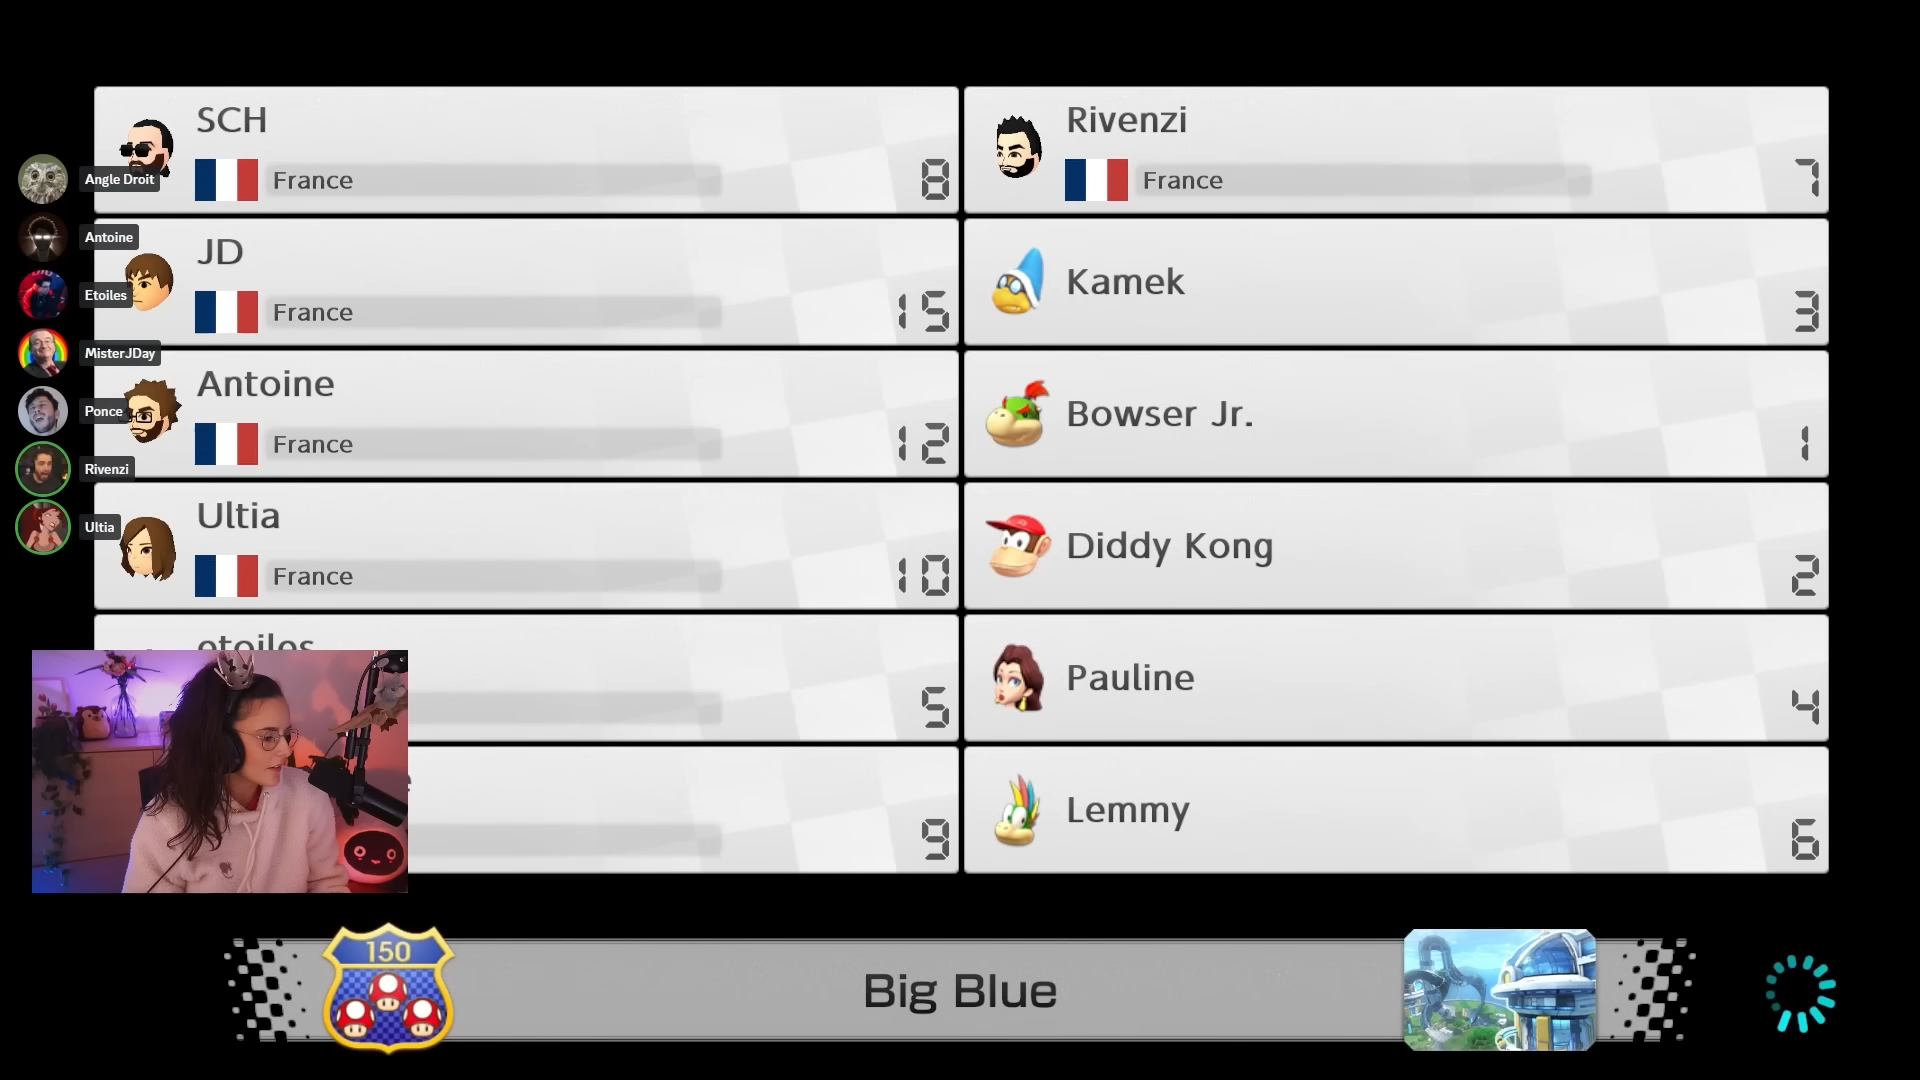 SCH
France
8
JD
France
15
Antoine
France
12
Ultia
France
10
etoiles
5
9
Rivenzi
France
7
Kamek
3
Bowser Jr.
1
Diddy Kong
2
Pauline
4
Lemmy
6
Angle Droit
Antoine
Etoiles
MisterJDay
Ponce
Rivenzi
Ultia
150
Big Blue